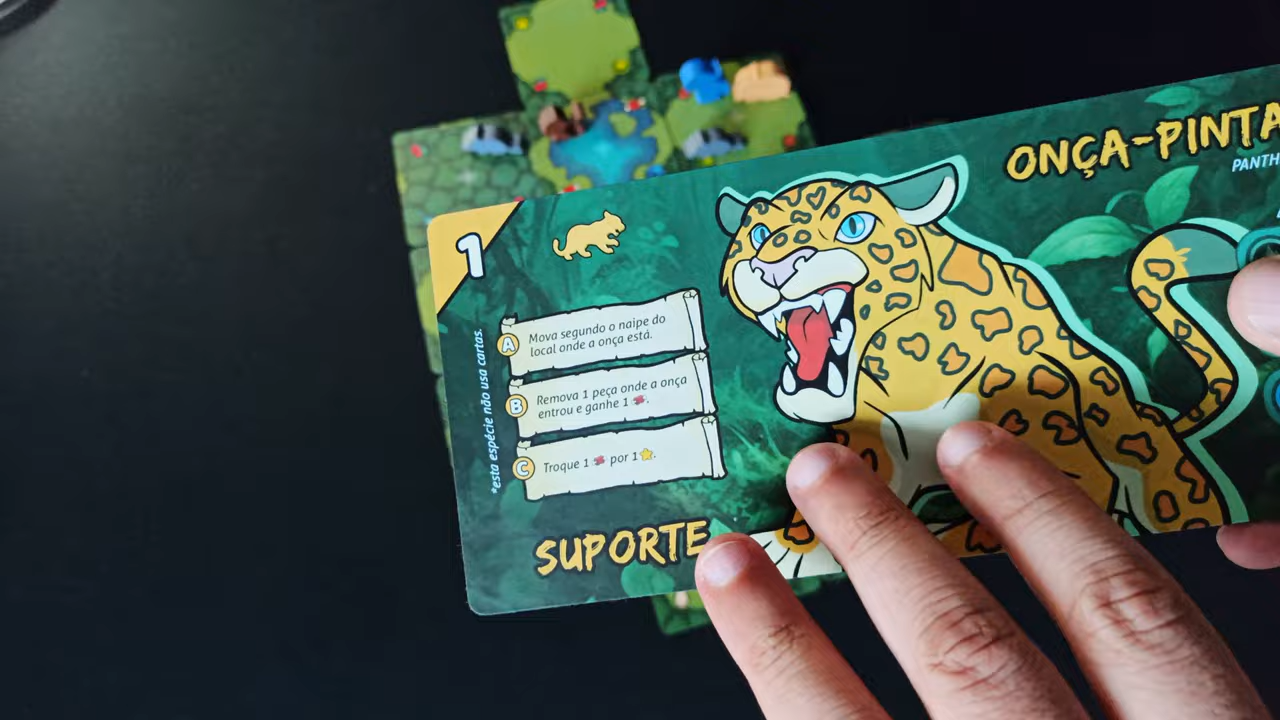 ONÇA-PINTA
PANTH
1
A
Mova segundo o naipe do
local onde a onça está.
B
Remova 1 peça onde a onça
entrou e ganhe 1 .
C
Troque 1 por 1 .
*esta espécie não usa cartas.
SUPORTE